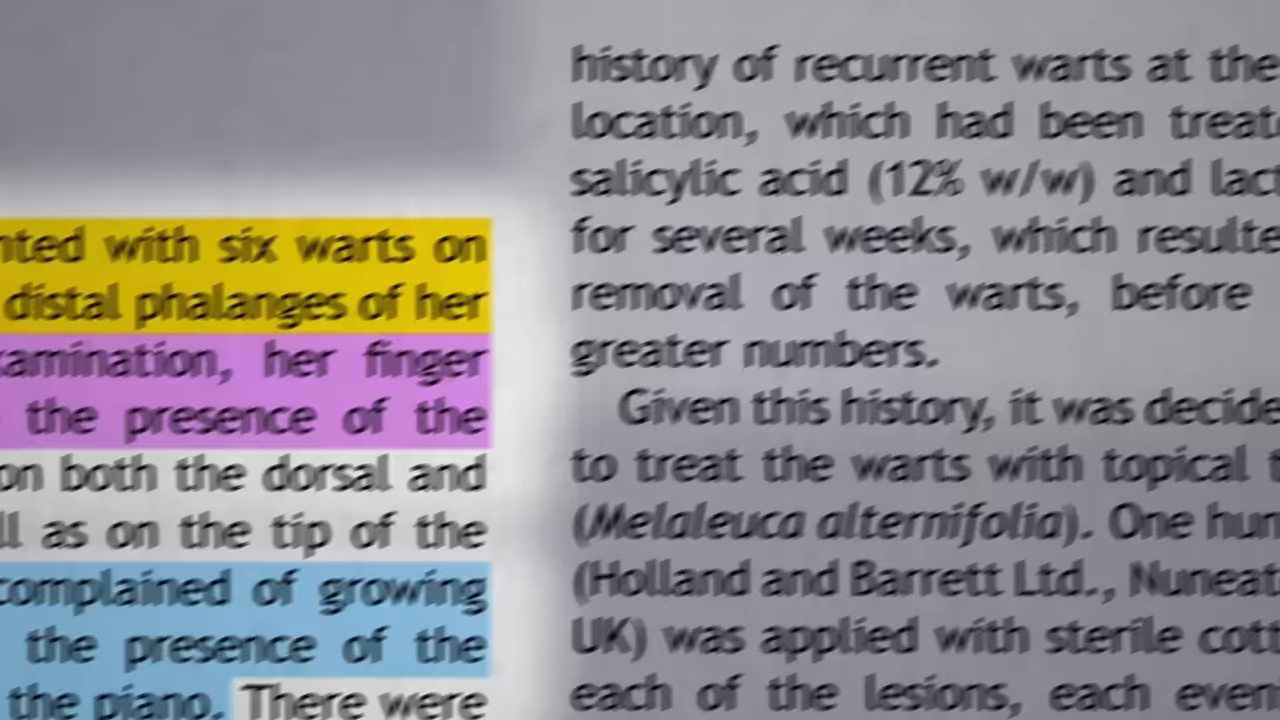 nted with six warts on
distal phalanges of her
amination, her finger
the presence of the
on both the dorsal and
ll as on the tip of the
complained of growing
the presence of the
the piano. There were
history of recurrent warts at the
location, which had been treat
salicylic acid (12% w/w) and lact
for several weeks, which resulte
removal of the warts, before
greater numbers.
Given this history, it was decide
to treat the warts with topical t
(Melaleuca alternifolia). One hun
(Holland and Barrett Ltd., Nuneat
UK) was applied with sterile cott
each of the lesions, each even